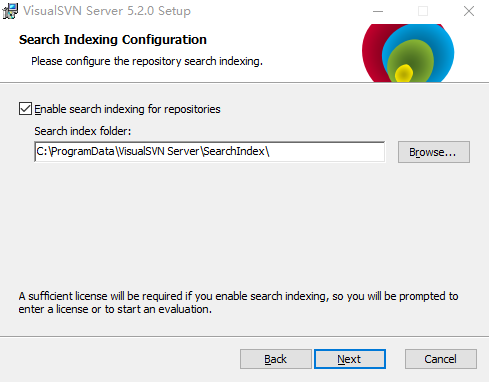 VisualSVN Server 5.2.0 Setup
Search Indexing Configuration
Please configure the repository search indexing.
Enable search indexing for repositories
Search index folder:
C:\ProgramData\VisualSVN Server\SearchIndex\
Browse...
A sufficient license will be required if you enable search indexing, so you will be prompted to
enter a license or to start an evaluation.
Back
Next
Cancel